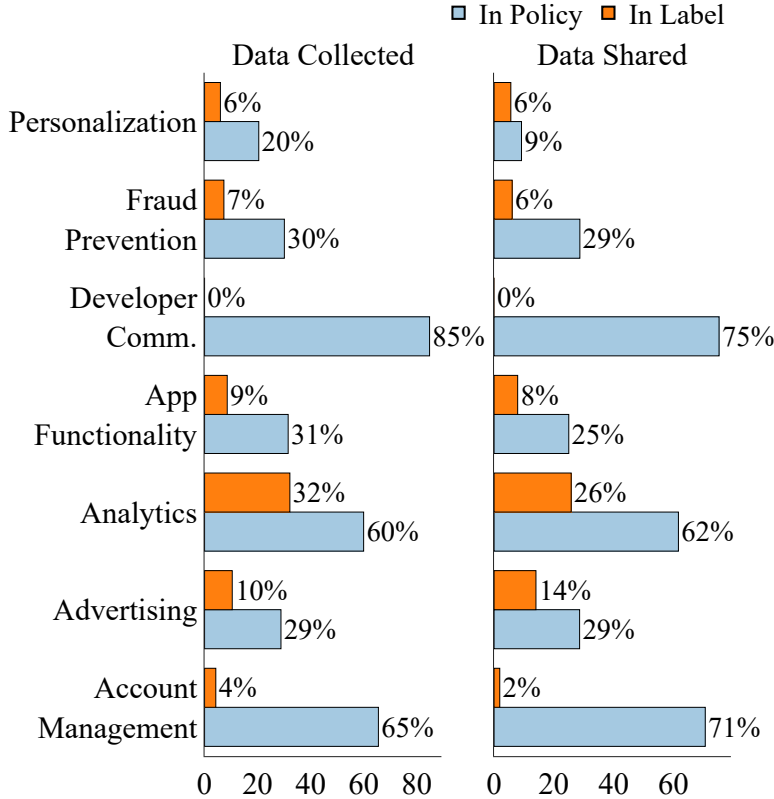 In Policy In Label
Data Collected Data Shared
Personalization
6% 6%
20% 9%
Fraud
Prevention
7% 6%
30% 29%
Developer
Comm.
0% 0%
85% 75%
App
Functionality
9% 8%
31% 25%
Analytics
32% 26%
60% 62%
Advertising
10% 14%
29% 29%
Account
Management
4% 2%
65% 71%
0 20 40 60 80 0 20 40 60